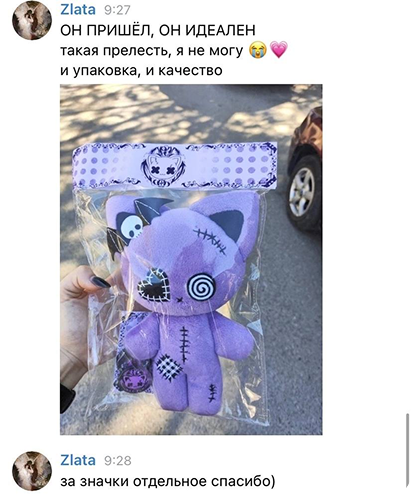 Zlata 9:27
ОН ПРИШЁЛ, ОН ИДЕАЛЕН
такая прелесть, я не могу 😭💗
и упаковка, и качество
Zlata 9:28
за значки отдельное спасибо)